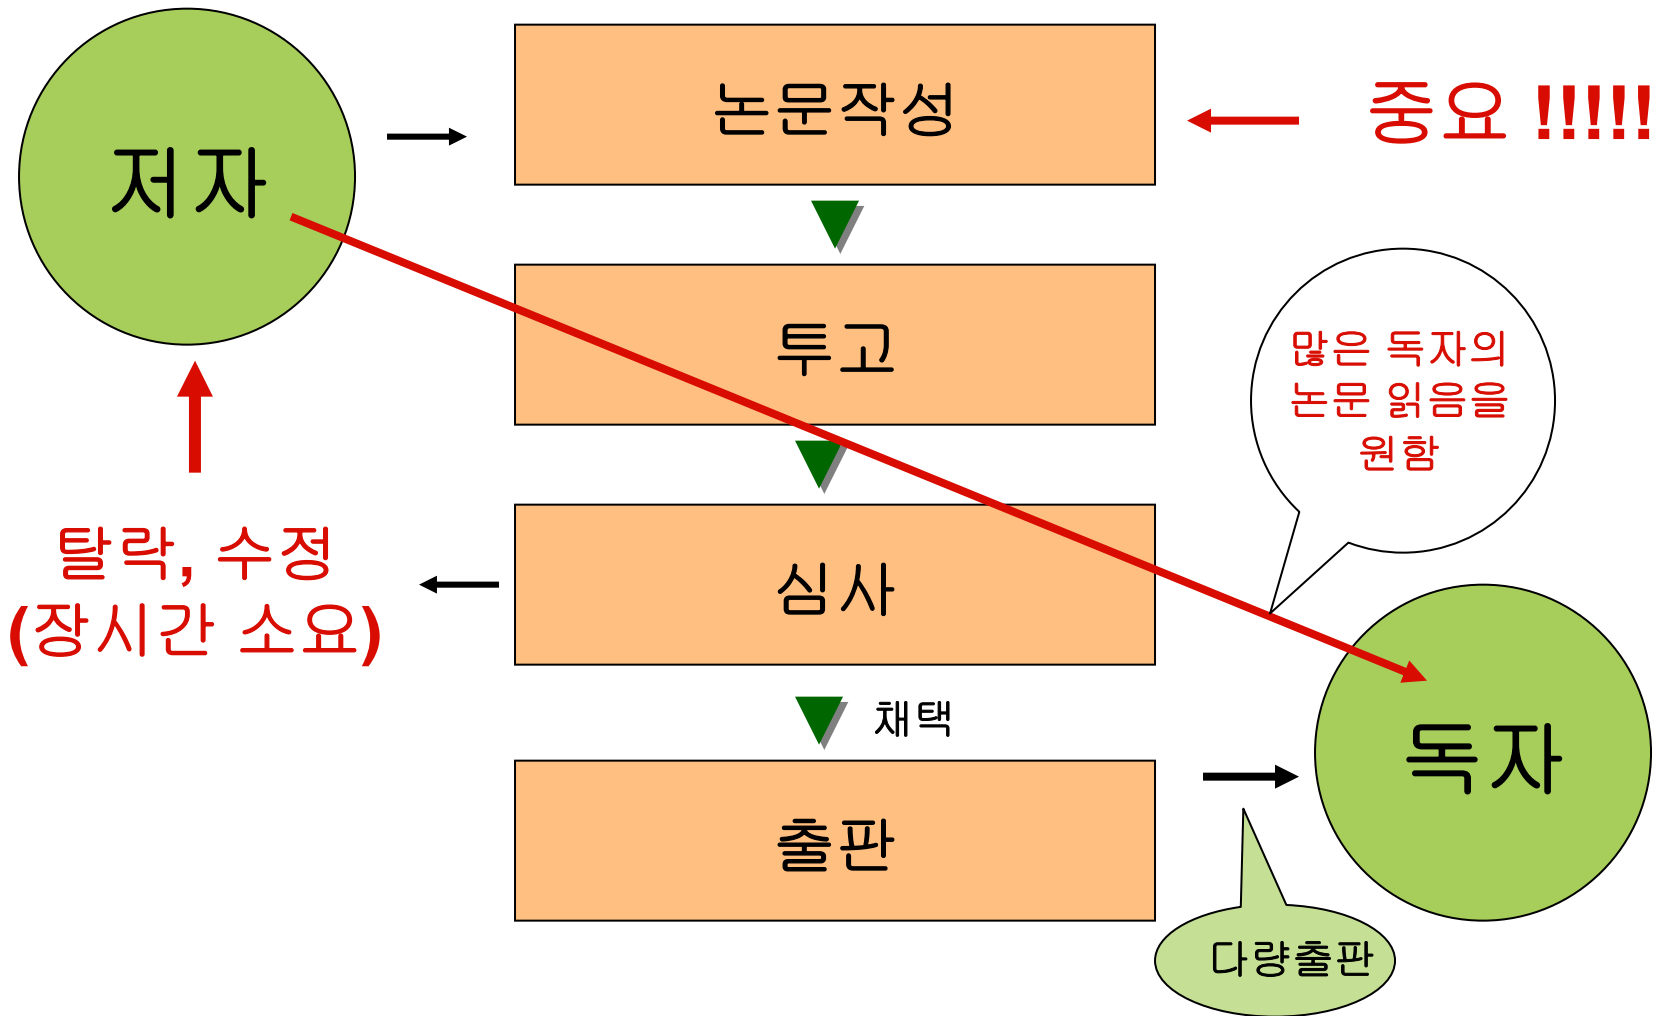 저자
논문작성
중요 !!!!!
투고
많은 독자의
논문 읽음을
원함
탈락, 수정
(장시간 소요)
심사
채택
독자
출판
다량출판